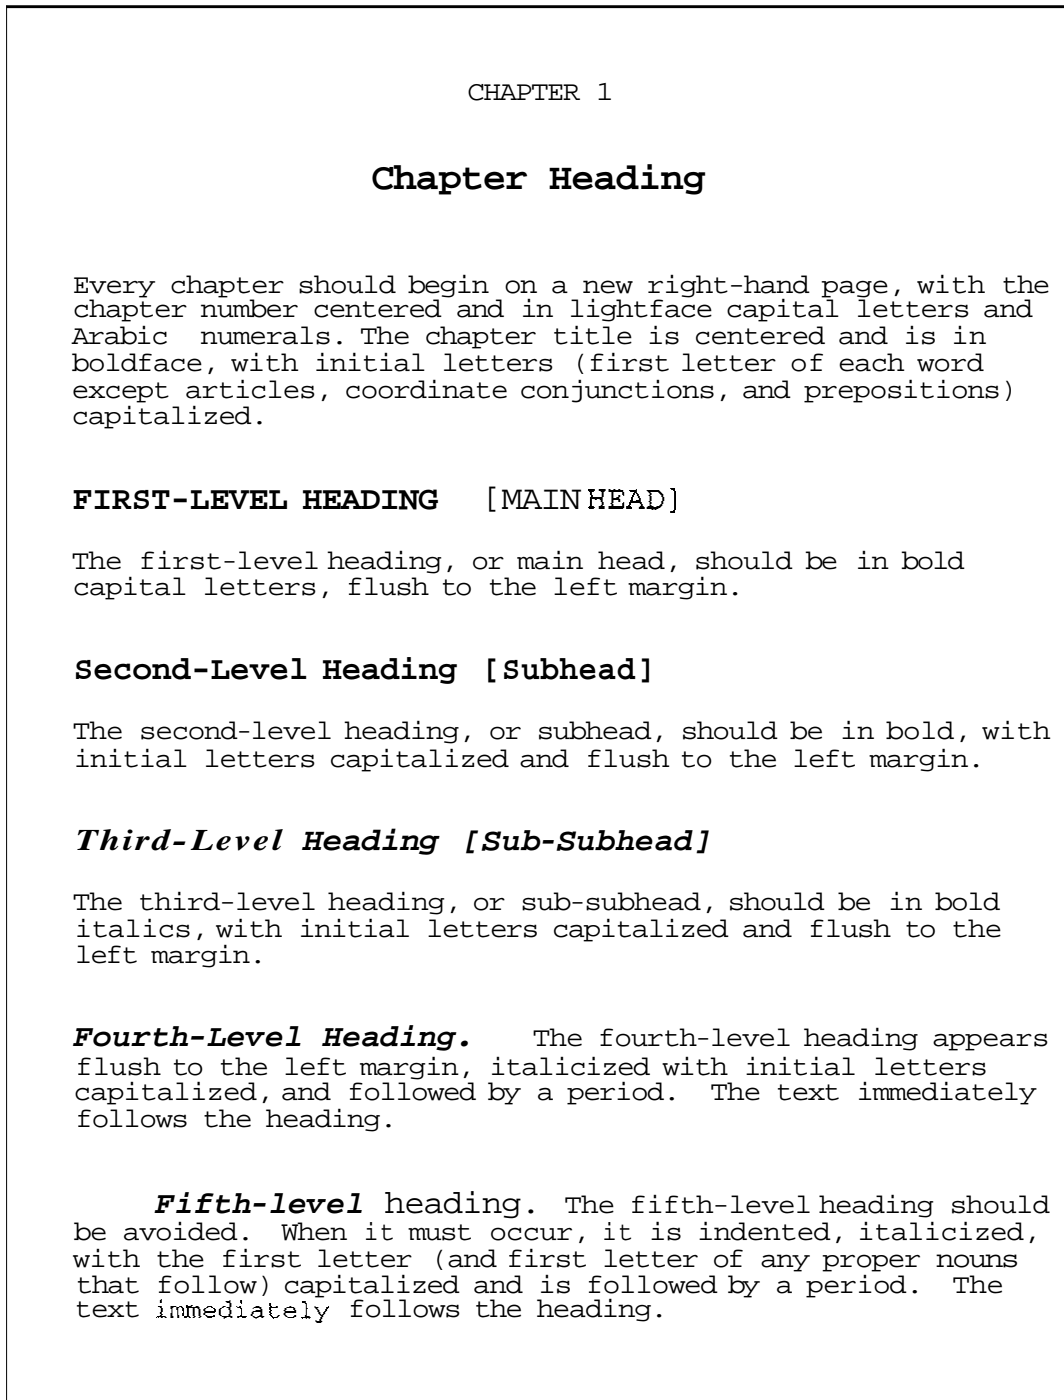 CHAPTER 1
Chapter Heading
Every chapter should begin on a new right-hand page, with the
chapter number centered and in lightface capital letters and
Arabic numerals. The chapter title is centered and is in
boldface, with initial letters (first letter of each word
except articles, coordinate conjunctions, and prepositions)
capitalized.
FIRST-LEVEL HEADING [MAIN HEAD]
The first-level heading, or main head, should be in bold
capital letters, flush to the left margin.
Second-Level Heading [Subhead]
The second-level heading, or subhead, should be in bold, with
initial letters capitalized and flush to the left margin.
Third-Level Heading [Sub-Subhead]
The third-level heading, or sub-subhead, should be in bold
italics, with initial letters capitalized and flush to the
left margin.
Fourth-Level Heading. The fourth-level heading appears
flush to the left margin, italicized with initial letters
capitalized, and followed by a period. The text immediately
follows the heading.
Fifth-level heading. The fifth-level heading should
be avoided. When it must occur, it is indented, italicized,
with the first letter (and first letter of any proper nouns
that follow) capitalized and is followed by a period. The
text immediately follows the heading.